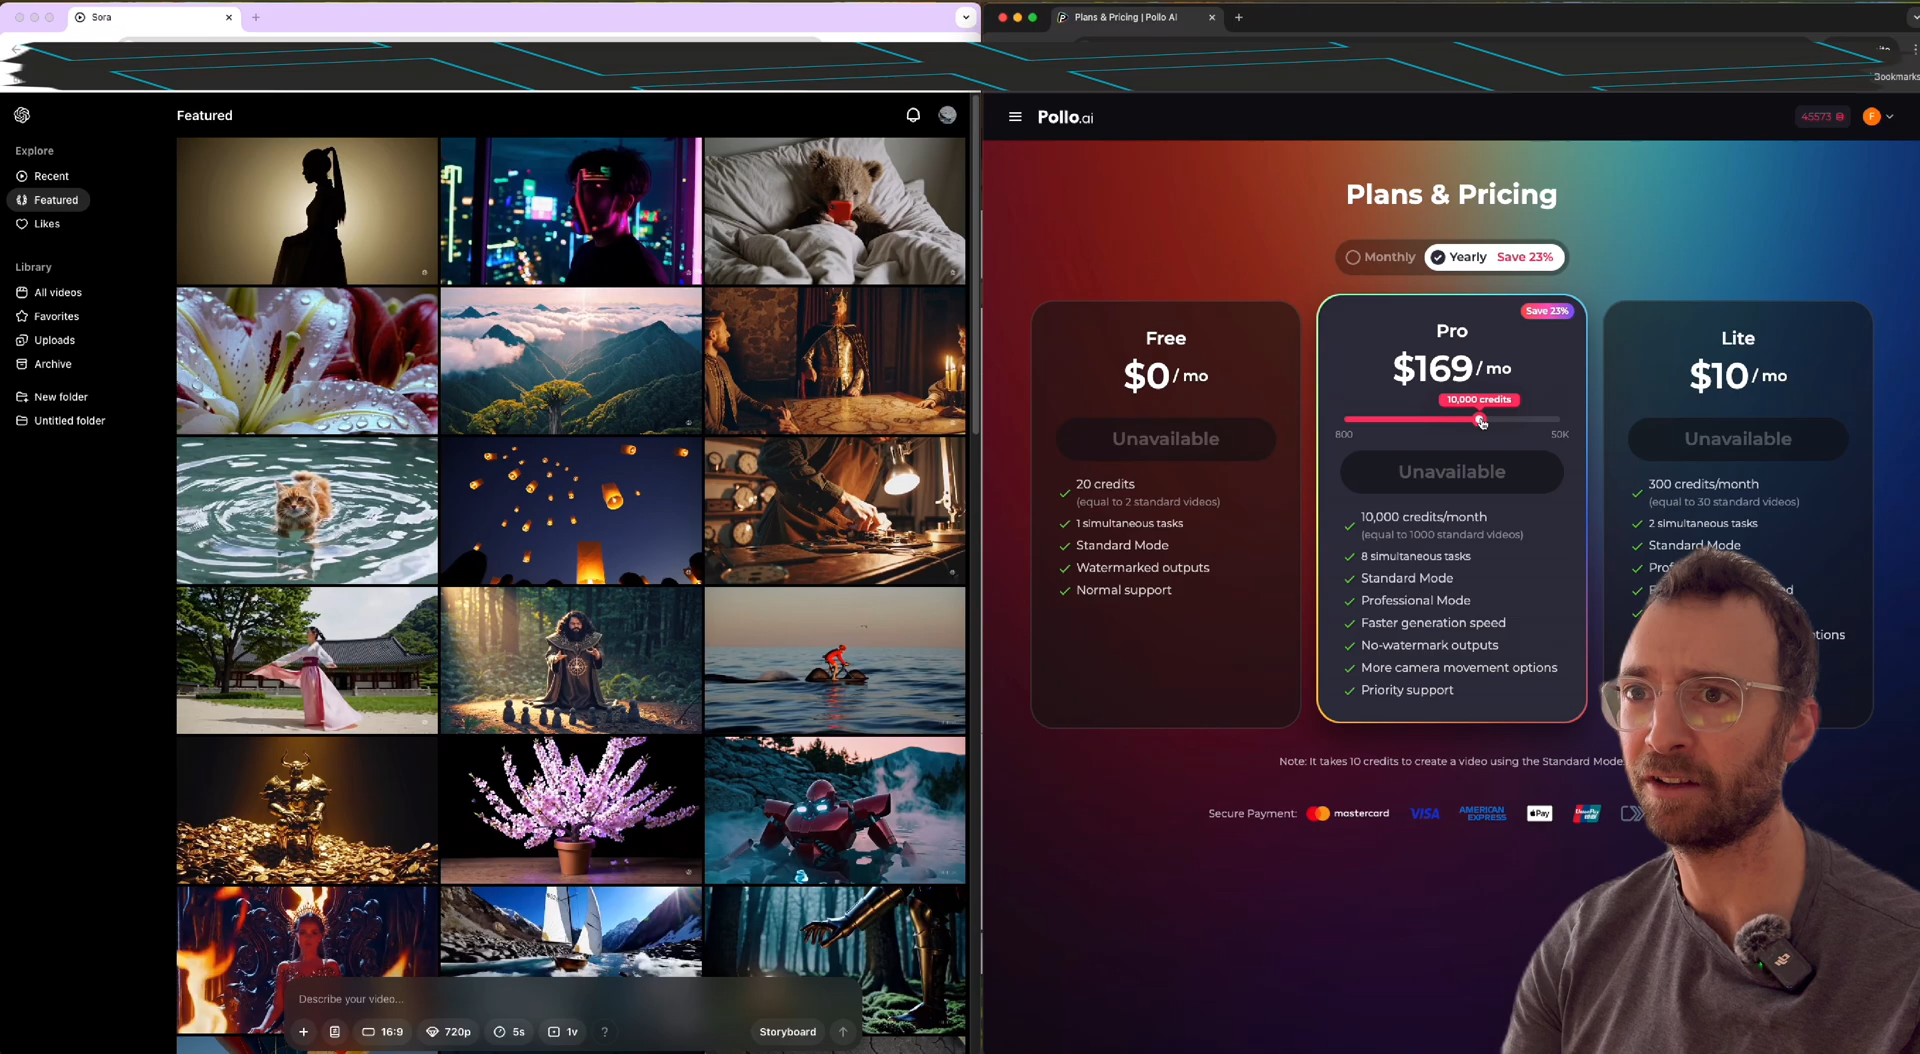 Sora
Plans & Pricing | Pollo AI
Bookmarks
Featured
Explore
Recent
Featured
Likes
Library
All videos
Favorites
Uploads
Archive
New folder
Untitled folder
Describe your video...
16:9
720p
5s
1v
?
Storyboard
Pollo.ai
45573
F
Plans & Pricing
Monthly
Yearly Save 23%
Free
$0 / mo
Unavailable
20 credits
(equal to 2 standard videos)
1 simultaneous tasks
Standard Mode
Watermarked outputs
Normal support
Save 23%
Pro
$169 / mo
10,000 credits
800 50K
Unavailable
10,000 credits/month
(equal to 1000 standard videos)
8 simultaneous tasks
Standard Mode
Professional Mode
Faster generation speed
No-watermark outputs
More camera movement options
Priority support
Lite
$10 / mo
Unavailable
300 credits/month
(equal to 30 standard videos)
2 simultaneous tasks
Standard Mode
Note: It takes 10 credits to create a video using the Standard Mode
Secure Payment: mastercard VISA AMERICAN EXPRESS Pay UnionPay